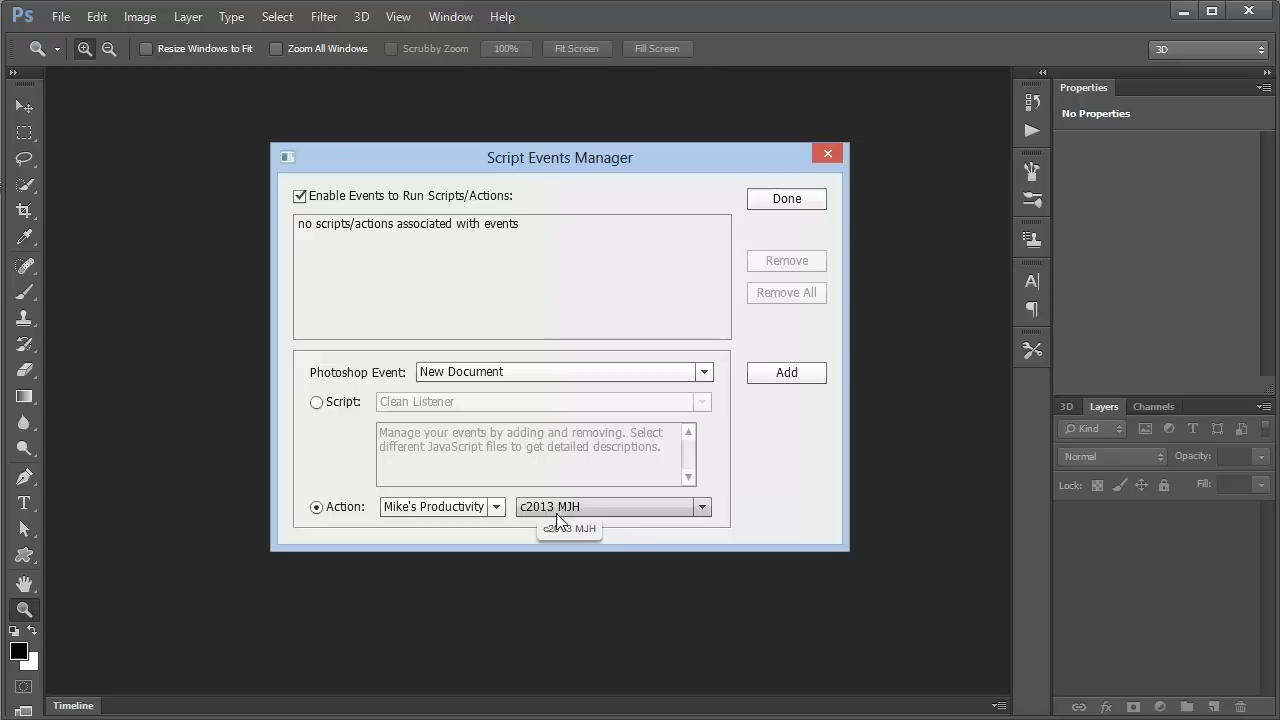 Ps File Edit Image Layer Type Select Filter 3D View Window Help
Resize Windows to Fit Zoom All Windows Scrubby Zoom 100% Fit Screen Fill Screen 3D
Properties
No Properties
Script Events Manager
Enable Events to Run Scripts/Actions:
Done
no scripts/actions associated with events
Remove
Remove All
Photoshop Event: New Document
Add
Script: Clean Listener
Manage your events by adding and removing. Select
different JavaScript files to get detailed descriptions.
Action: Mike's Productivity c2013 MJH
3D Layers Channels
Kind
Normal Opacity:
Lock: Fill:
Timeline